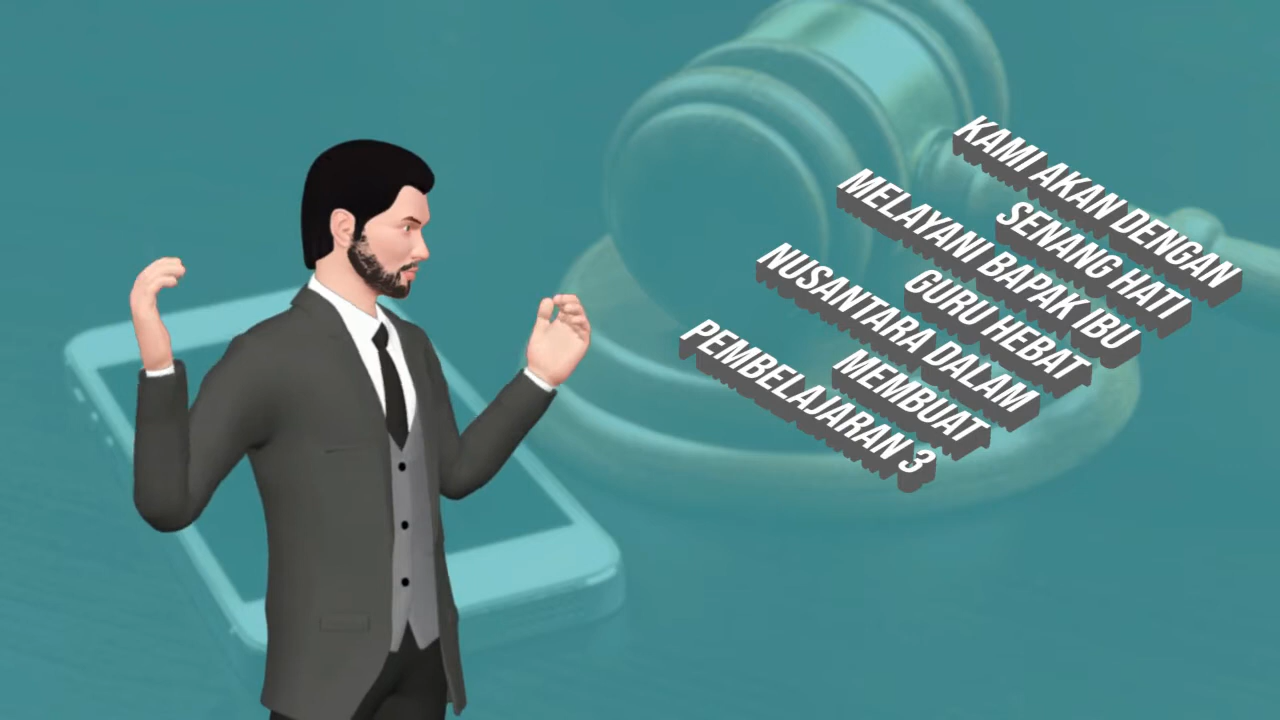 KAMI AKAN DENGAN
SENANG HATI
MELAYANI BAPAK IBU
GURU HEBAT
NUSANTARA DALAM
MEMBUAT
PEMBELAJARAN 3